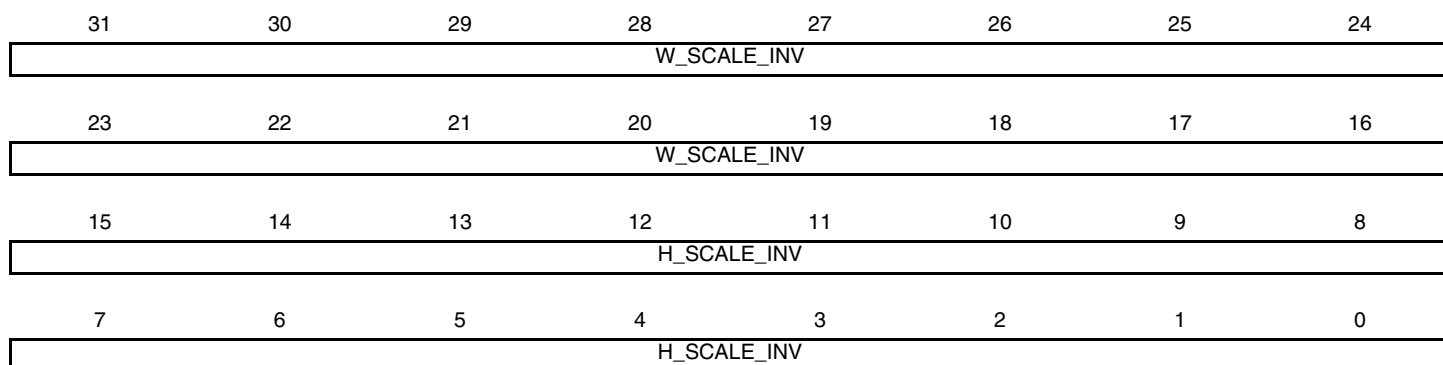 31 30 29 28 27 26 25 24
W_SCALE_INV
23 22 21 20 19 18 17 16
W_SCALE_INV
15 14 13 12 11 10 9 8
H_SCALE_INV
7 6 5 4 3 2 1 0
H_SCALE_INV